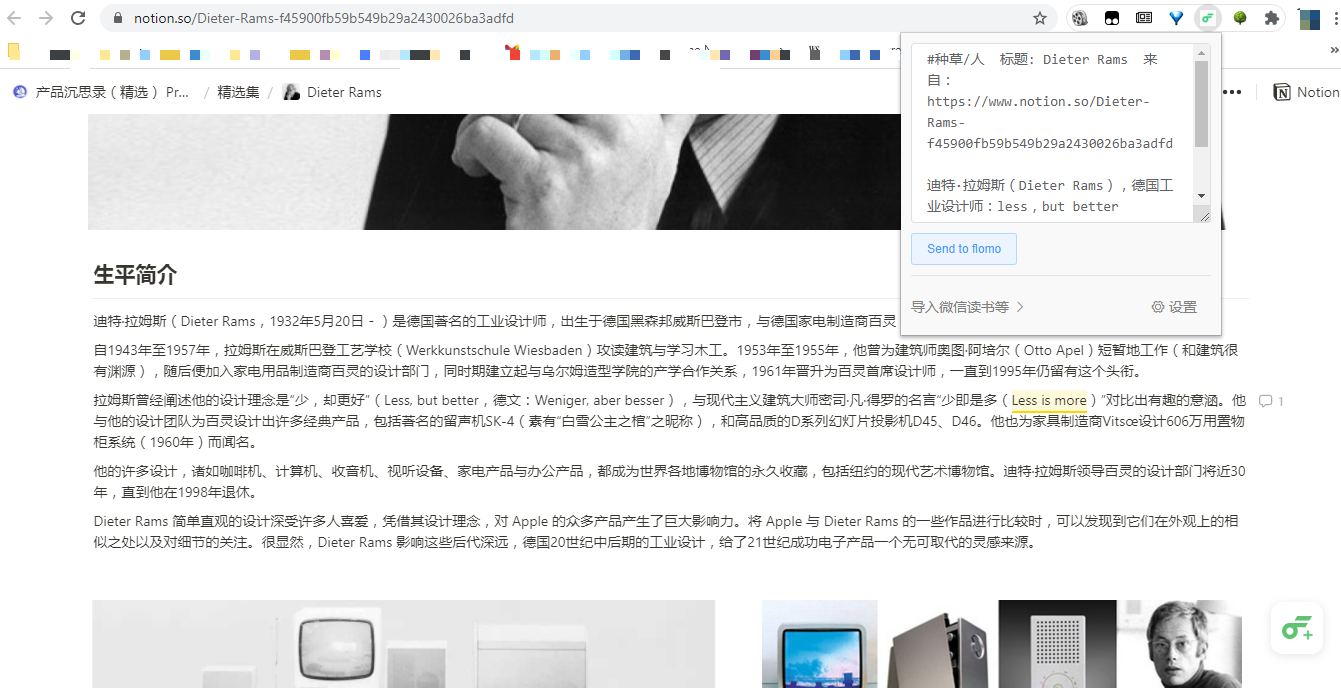 notion.so/Dieter-Rams-f45900fb59b549b29a2430026ba3adfd
产品沉思录（精选） Pr... / 精选集 / Dieter Rams
••• Notion
#种草/人 标题: Dieter Rams 来
自：
https://www.notion.so/Dieter-
Rams-
f45900fb59b549b29a2430026ba3adfd
迪特·拉姆斯（Dieter Rams），德国工
业设计师：less，but better
Send to flomo
导入微信读书等
设置
生平简介
迪特·拉姆斯（Dieter Rams，1932年5月20日－ ）是德国著名的工业设计师，出生于德国黑森邦威斯巴登市，与德国家电制造商百灵
自1943年至1957年，拉姆斯在威斯巴登工艺学校（Werkkunstschule Wiesbaden）攻读建筑与学习木工。1953年至1955年，他曾为建筑师奥图·阿培尔（Otto Apel）短暂地工作（和建筑很
有渊源），随后便加入家电用品制造商百灵的设计部门，同时期建立起与乌尔姆造型学院的产学合作关系，1961年晋升为百灵首席设计师，一直到1995年仍留有这个头衔。
拉姆斯曾经阐述他的设计理念是“少，却更好”（Less, but better，德文：Weniger, aber besser），与现代主义建筑大师密司·凡·得罗的名言“少即是多（Less is more）”对比出有趣的意涵。他
1
与他的设计团队为百灵设计出许多经典产品，包括著名的留声机SK-4（素有“白雪公主之棺”之昵称），和高品质的D系列幻灯片投影机D45、D46。他也为家具制造商Vitsœ设计606万用置物
柜系统（1960年）而闻名。
他的许多设计，诸如咖啡机、计算机、收音机、视听设备、家电产品与办公产品，都成为世界各地博物馆的永久收藏，包括纽约的现代艺术博物馆。迪特·拉姆斯领导百灵的设计部门将近30
年，直到他在1998年退休。
Dieter Rams 简单直观的设计深受许多人喜爱，凭借其设计理念，对 Apple 的众多产品产生了巨大影响力。将 Apple 与 Dieter Rams 的一些作品进行比较时，可以发现到它们在外观上的相
似之处以及对细节的关注。很显然，Dieter Rams 影响这些后代深远，德国20世纪中后期的工业设计，给了21世纪成功电子产品一个无可取代的灵感来源。